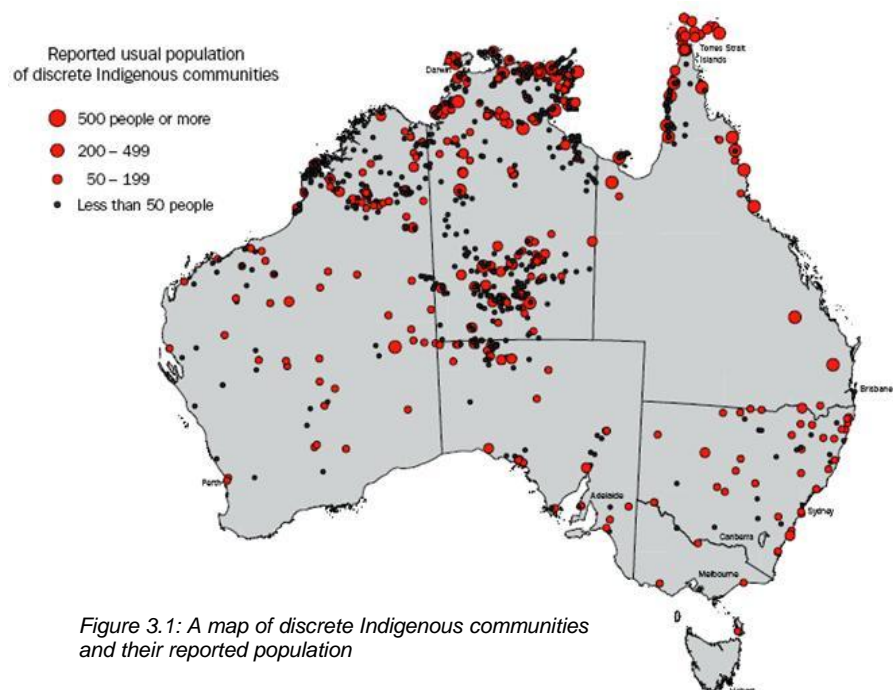 Reported usual population
of discrete Indigenous communities
500 people or more
200 – 499
50 – 199
Less than 50 people
Darwin
Torres Strait
Islands
Brisbane
Perth
Adelaide
Sydney
Canberra
Melbourne
Figure 3.1: A map of discrete Indigenous communities
and their reported population